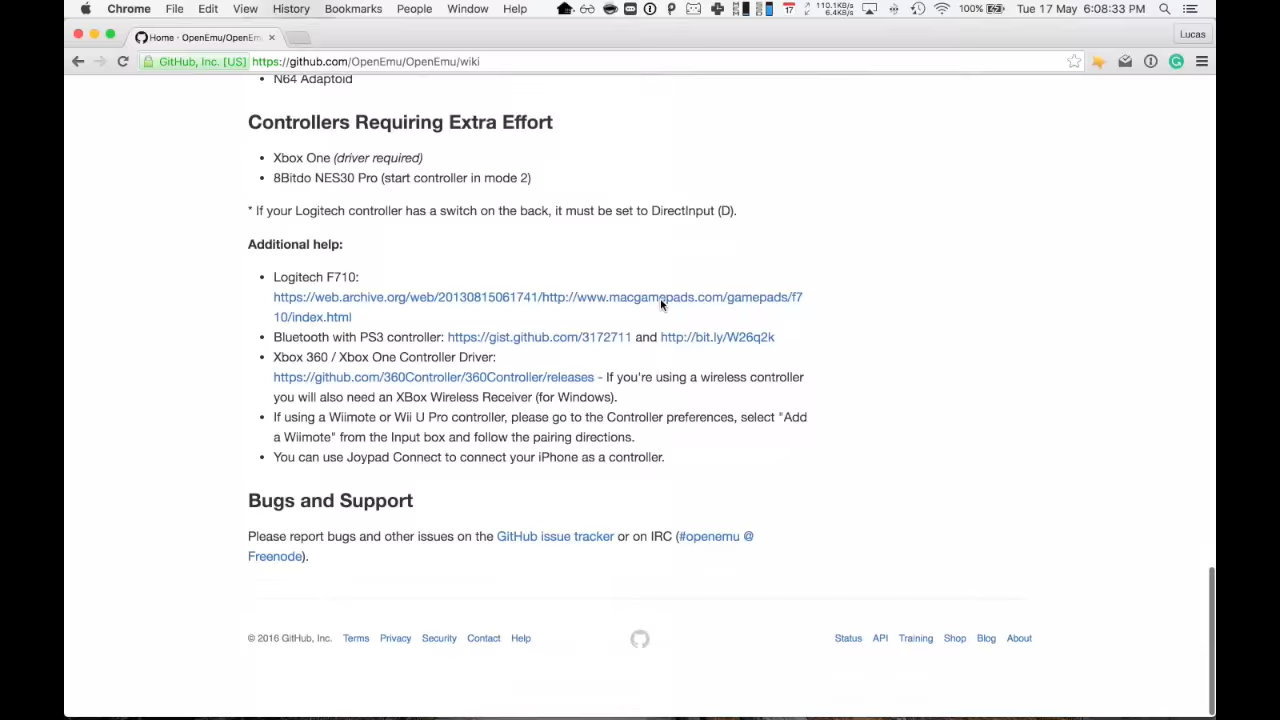 Chrome File Edit View History Bookmarks People Window Help 17 110.1KB/s 6.4KB/s 100% Tue 17 May 6:08:33 PM
Home · OpenEmu/OpenEm × Lucas
GitHub, Inc. [US] https://github.com/OpenEmu/OpenEmu/wiki
• N64 Adaptoid
Controllers Requiring Extra Effort
• Xbox One (driver required)
• 8Bitdo NES30 Pro (start controller in mode 2)
* If your Logitech controller has a switch on the back, it must be set to DirectInput (D).
Additional help:
• Logitech F710:
https://web.archive.org/web/20130815061741/http://www.macgamepads.com/gamepads/f7
10/index.html
• Bluetooth with PS3 controller: https://gist.github.com/3172711 and http://bit.ly/W26q2k
• Xbox 360 / Xbox One Controller Driver:
https://github.com/360Controller/360Controller/releases - If you're using a wireless controller
you will also need an XBox Wireless Receiver (for Windows).
• If using a Wiimote or Wii U Pro controller, please go to the Controller preferences, select "Add
a Wiimote" from the Input box and follow the pairing directions.
• You can use Joypad Connect to connect your iPhone as a controller.
Bugs and Support
Please report bugs and other issues on the GitHub issue tracker or on IRC (#openemu @
Freenode).
© 2016 GitHub, Inc. Terms Privacy Security Contact Help Status API Training Shop Blog About